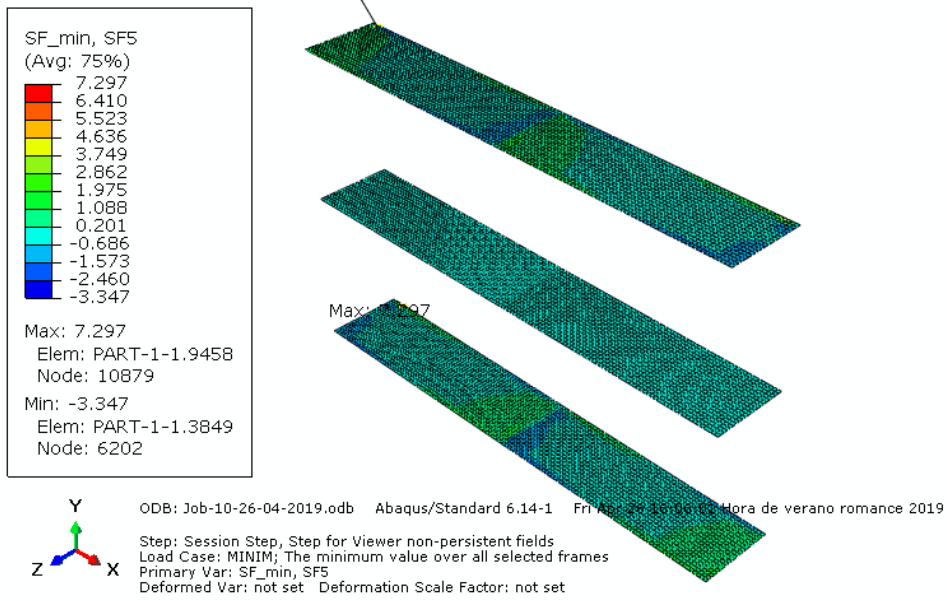 SF_min, SF5
(Avg: 75%)
7.297
6.410
5.523
4.636
3.749
2.862
1.975
1.088
0.201
-0.686
-1.573
-2.460
-3.347
Max: 7.297
Elem: PART-1-1.9458
Node: 10879
Min: -3.347
Elem: PART-1-1.3849
Node: 6202
Max: 7.297
Y
Z
X
ODB: Job-10-26-04-2019.odb Abaqus/Standard 6.14-1 Fri Apr Hora de verano romance 2019
Step: Session Step, Step for Viewer non-persistent fields
Load Case: MINIM; The minimum value over all selected frames
Primary Var: SF_min, SF5
Deformed Var: not set Deformation Scale Factor: not set